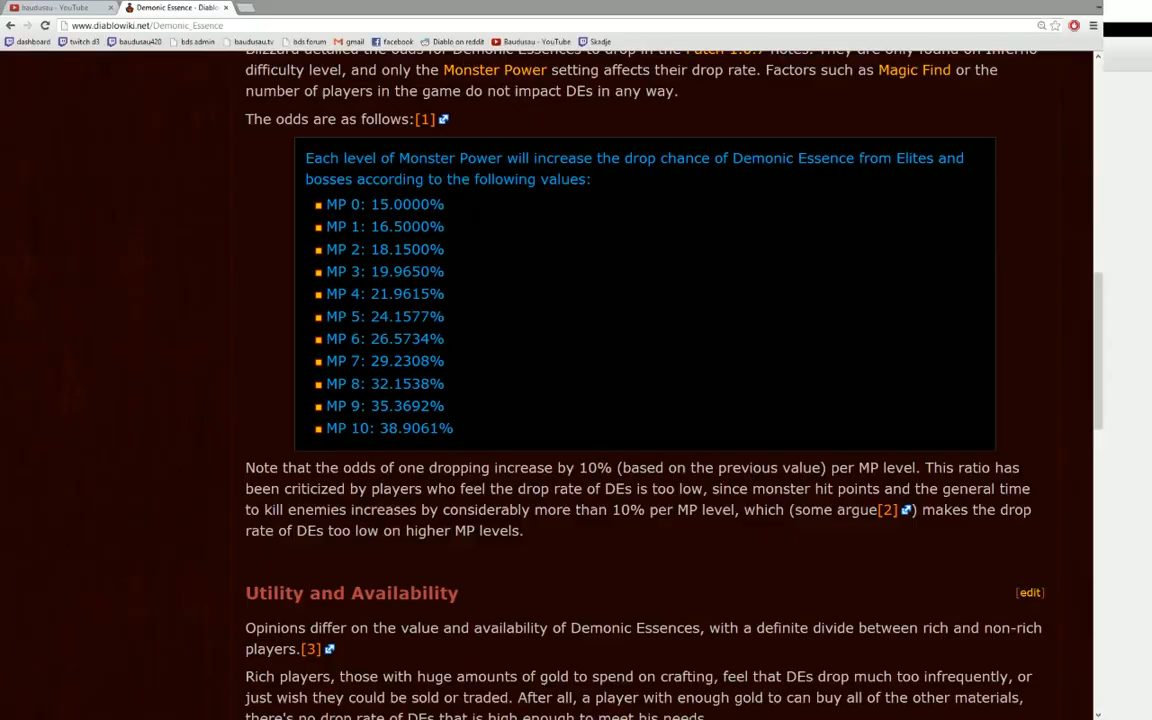 baudusau - YouTube
Demonic Essence - Diablo
www.diablowiki.net/Demonic_Essence
dashboard
twitch d3
baudusau420
bds admin
baudusau.tv
bds forum
gmail
facebook
Diablo on reddit
Baudusau - YouTube
Skadje
Blizzard detailed the odds for Demonic Essences to drop in the Patch 1.0.7 notes. They are only found on Inferno
difficulty level, and only the Monster Power setting affects their drop rate. Factors such as Magic Find or the
number of players in the game do not impact DEs in any way.
The odds are as follows:[1]
Each level of Monster Power will increase the drop chance of Demonic Essence from Elites and
bosses according to the following values:
MP 0: 15.0000%
MP 1: 16.5000%
MP 2: 18.1500%
MP 3: 19.9650%
MP 4: 21.9615%
MP 5: 24.1577%
MP 6: 26.5734%
MP 7: 29.2308%
MP 8: 32.1538%
MP 9: 35.3692%
MP 10: 38.9061%
Note that the odds of one dropping increase by 10% (based on the previous value) per MP level. This ratio has
been criticized by players who feel the drop rate of DEs is too low, since monster hit points and the general time
to kill enemies increases by considerably more than 10% per MP level, which (some argue[2]) makes the drop
rate of DEs too low on higher MP levels.
Utility and Availability
[edit]
Opinions differ on the value and availability of Demonic Essences, with a definite divide between rich and non-rich
players.[3]
Rich players, those with huge amounts of gold to spend on crafting, feel that DEs drop much too infrequently, or
just wish they could be sold or traded. After all, a player with enough gold to can buy all of the other materials,
there's no drop rate of DEs that is high enough to meet his needs.